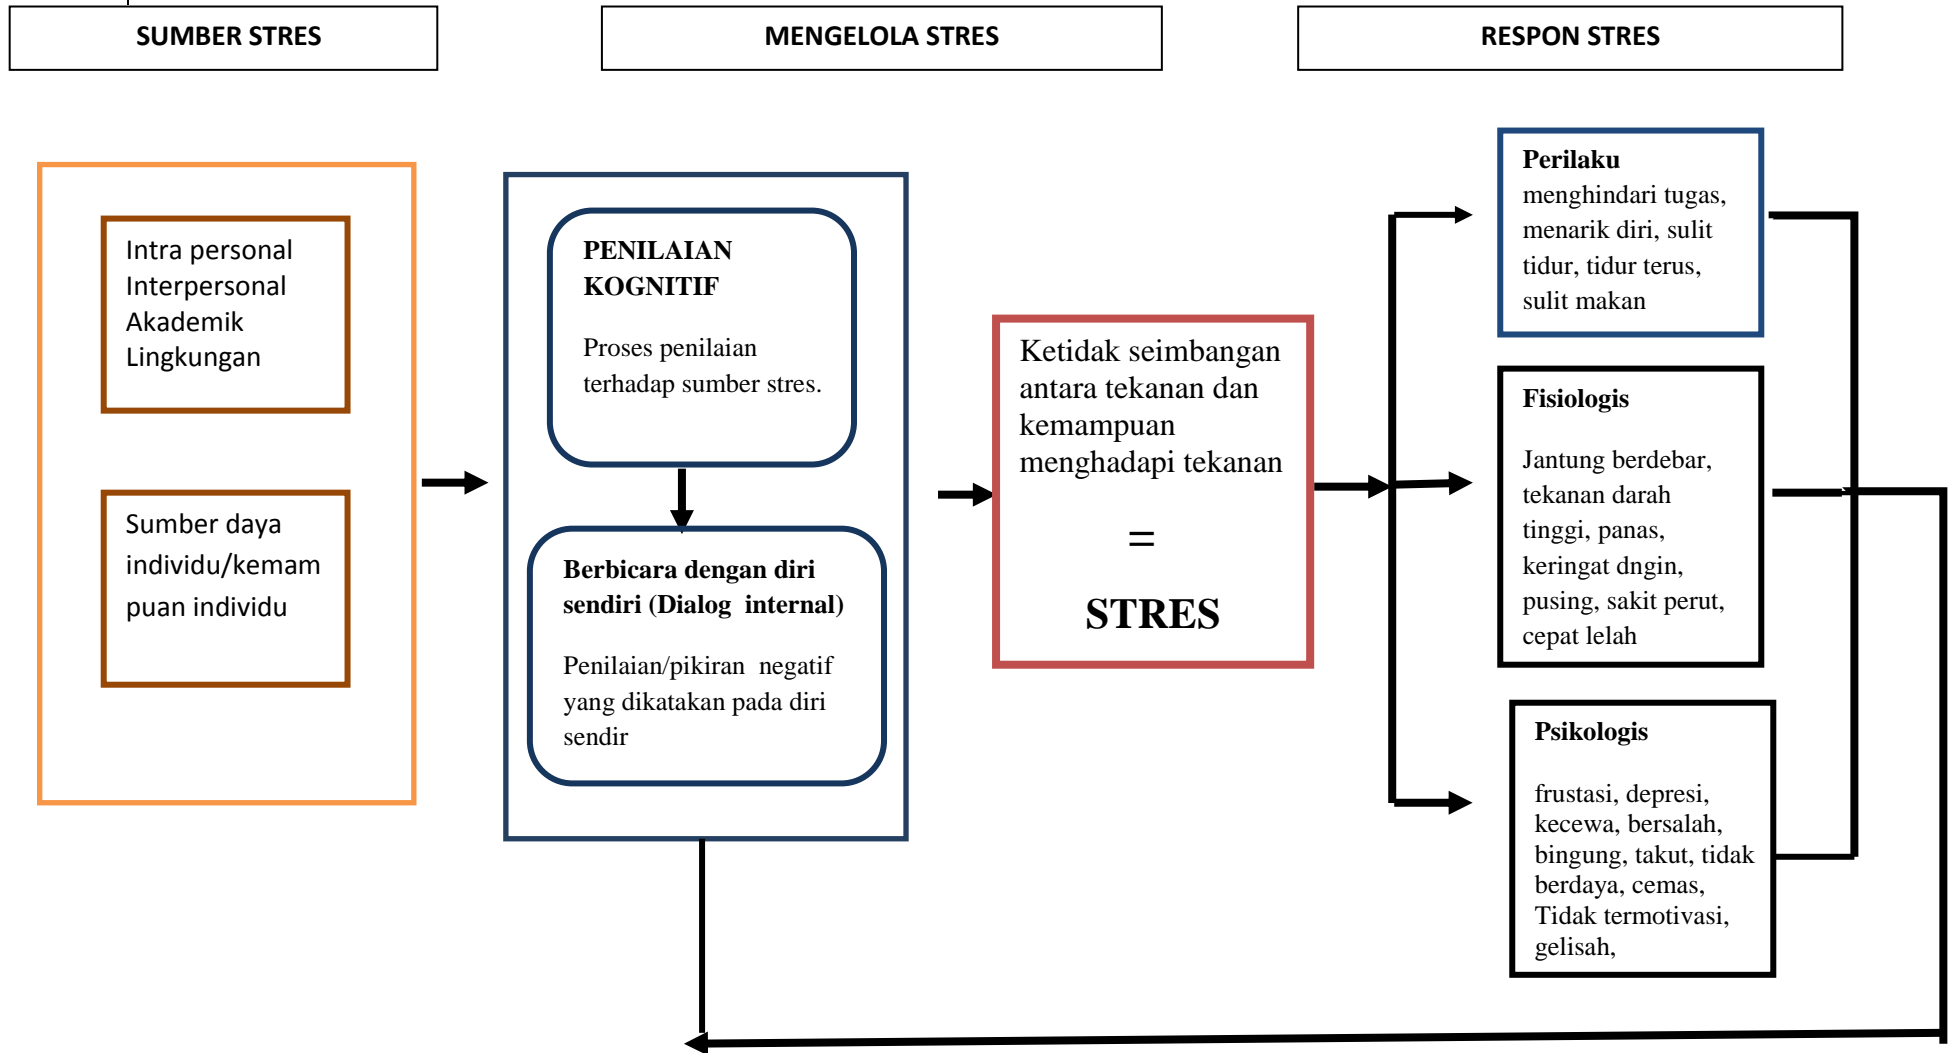 SUMBER STRES
MENGELOLA STRES
RESPON STRES
Intra personal
Interpersonal
Akademik
Lingkungan
Sumber daya
individu/kemam
puan individu
PENILAIAN
KOGNITIF
Proses penilaian
terhadap sumber stres.
Berbicara dengan diri
sendiri (Dialog internal)
Penilaian/pikiran negatif
yang dikatakan pada diri
sendir
Ketidak seimbangan
antara tekanan dan
kemampuan
menghadapi tekanan
=
STRES
Perilaku
menghindari tugas,
menarik diri, sulit
tidur, tidur terus,
sulit makan
Fisiologis
Jantung berdebar,
tekanan darah
tinggi, panas,
keringat dngin,
pusing, sakit perut,
cepat lelah
Psikologis
frustasi, depresi,
kecewa, bersalah,
bingung, takut, tidak
berdaya, cemas,
Tidak termotivasi,
gelisah,